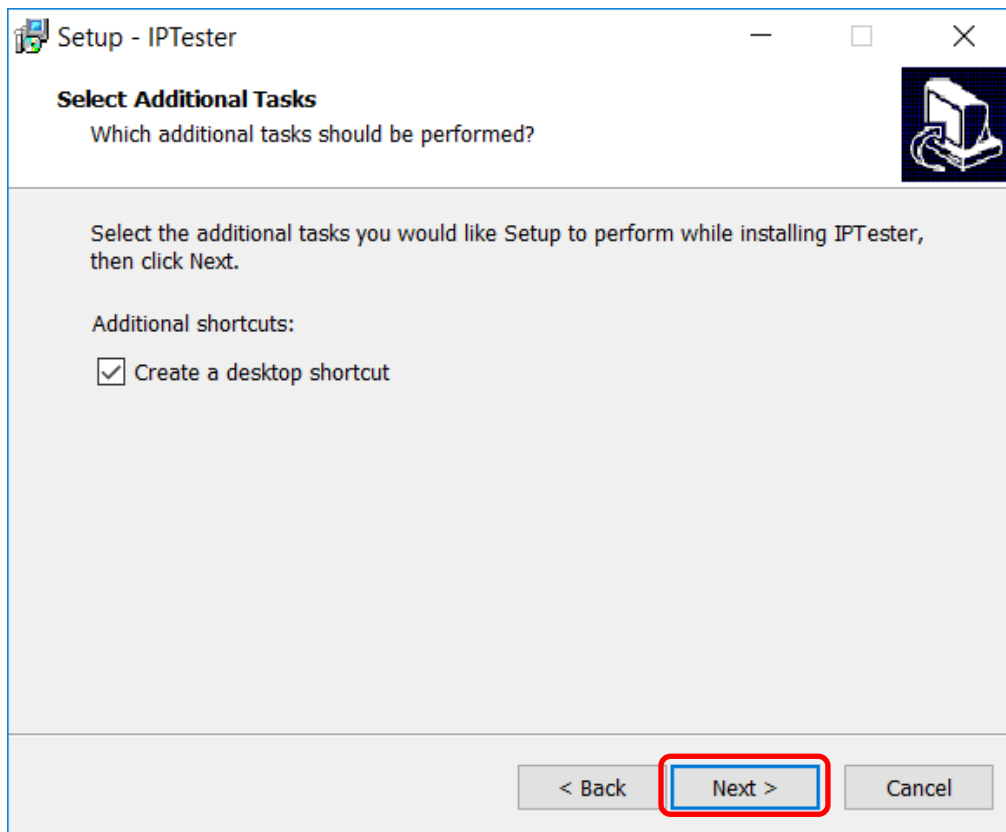 Setup - IPTester
Select Additional Tasks
Which additional tasks should be performed?
Select the additional tasks you would like Setup to perform while installing IPTester,
then click Next.
Additional shortcuts:
Create a desktop shortcut
< Back Next > Cancel